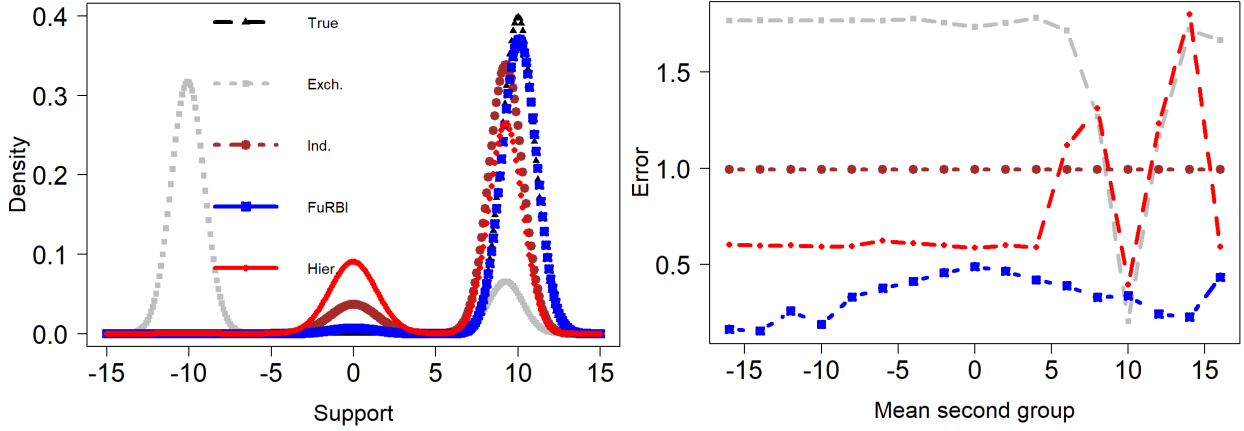 Density
0.4
0.3
0.2
0.1
0.0
True
Exch.
Ind.
FuRBI
Hier.
-15 -10 -5 0 5 10 15
Support
Error
1.5
1.0
0.5
-15 -10 -5 0 5 10 15
Mean second group